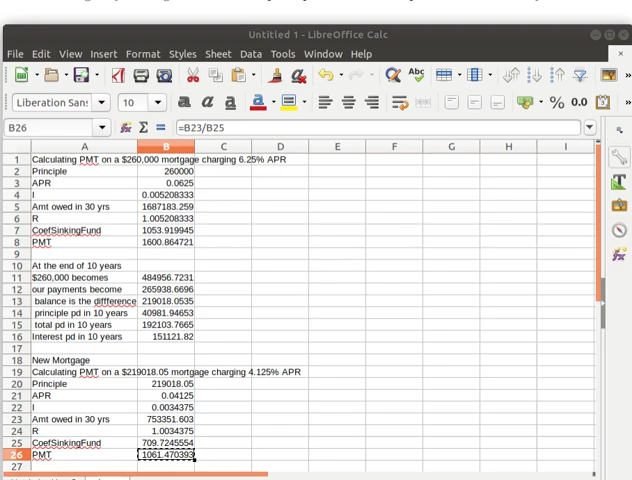 Untitled 1 - LibreOffice Calc
File Edit View Insert Format Styles Sheet Data Tools Window Help
Liberation Sans 10 a a a a % 0.0
B26 =B23/B25
A B C D E F G H I
1 Calculating PMT on a $260,000 mortgage charging 6.25% APR
2 Principle 260000
3 APR 0.0625
4 I 0.005208333
5 Amt owed in 30 yrs 1687183.259
6 R 1.005208333
7 CoefSinkingFund 1053.919945
8 PMT 1600.864721
9
10 At the end of 10 years
11 $260,000 becomes 484956.7231
12 our payments become 265938.6696
13 balance is the diffference 219018.0535
14 principle pd in 10 years 40981.94653
15 total pd in 10 years 192103.7665
16 Interest pd in 10 years 151121.82
17
18 New Mortgage
19 Calculating PMT on a $219018.05 mortgage charging 4.125% APR
20 Principle 219018.05
21 APR 0.04125
22 I 0.0034375
23 Amt owed in 30 yrs 753351.603
24 R 1.0034375
25 CoefSinkingFund 709.7245554
26 PMT 1061.470393
27